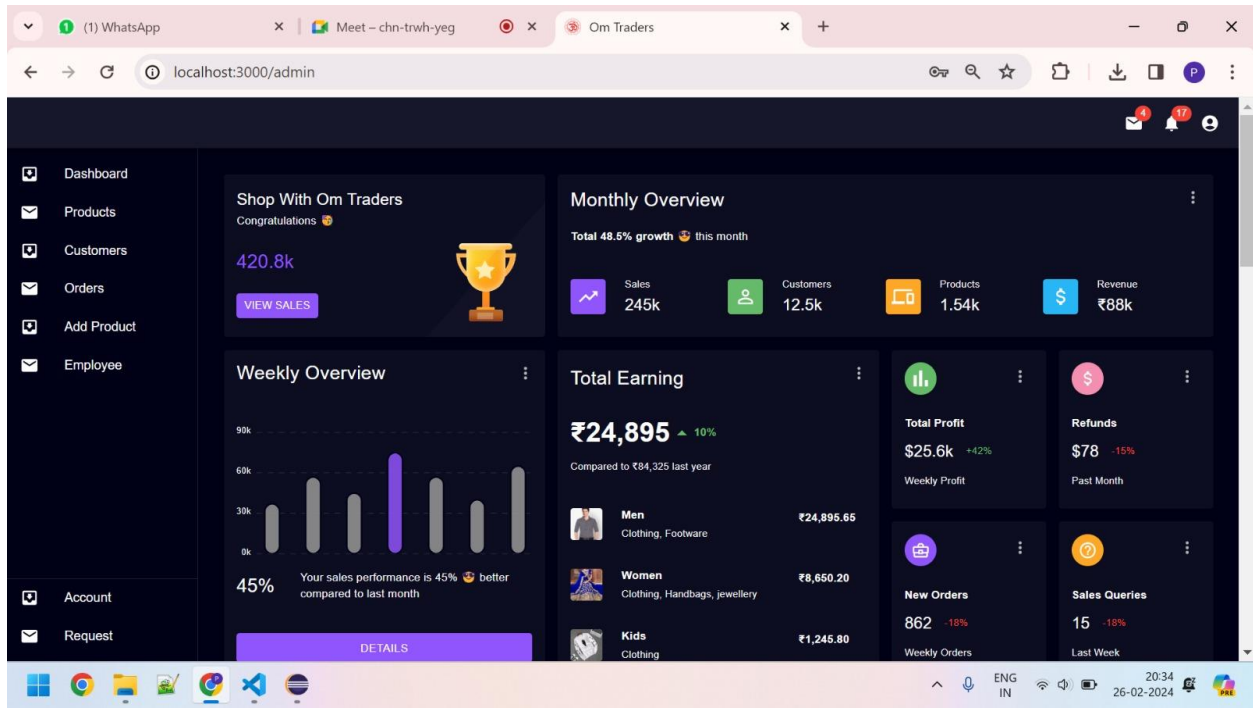 1 (1) WhatsApp
Meet – chn-trwh-yeg
Om Traders
localhost:3000/admin
P
4 17
Dashboard
Products
Customers
Orders
Add Product
Employee
Account
Request
Shop With Om Traders
Congratulations 🥳
420.8k
VIEW SALES
Monthly Overview
Total 48.5% growth 😎 this month
Sales
245k
Customers
12.5k
Products
1.54k
$
Revenue
₹88k
Weekly Overview
90k
60k
30k
0k
45%
Your sales performance is 45% 😎 better
compared to last month
DETAILS
Total Earning
₹24,895 10%
Compared to ₹84,325 last year
Men
Clothing, Footware
₹24,895.65
Women
Clothing, Handbags, jewellery
₹8,650.20
Kids
Clothing
₹1,245.80
Total Profit
$25.6k +42%
Weekly Profit
$
Refunds
$78 -15%
Past Month
New Orders
862 -18%
Weekly Orders
?
Sales Queries
15 -18%
Last Week
ENG
IN
20:34
26-02-2024
PRE